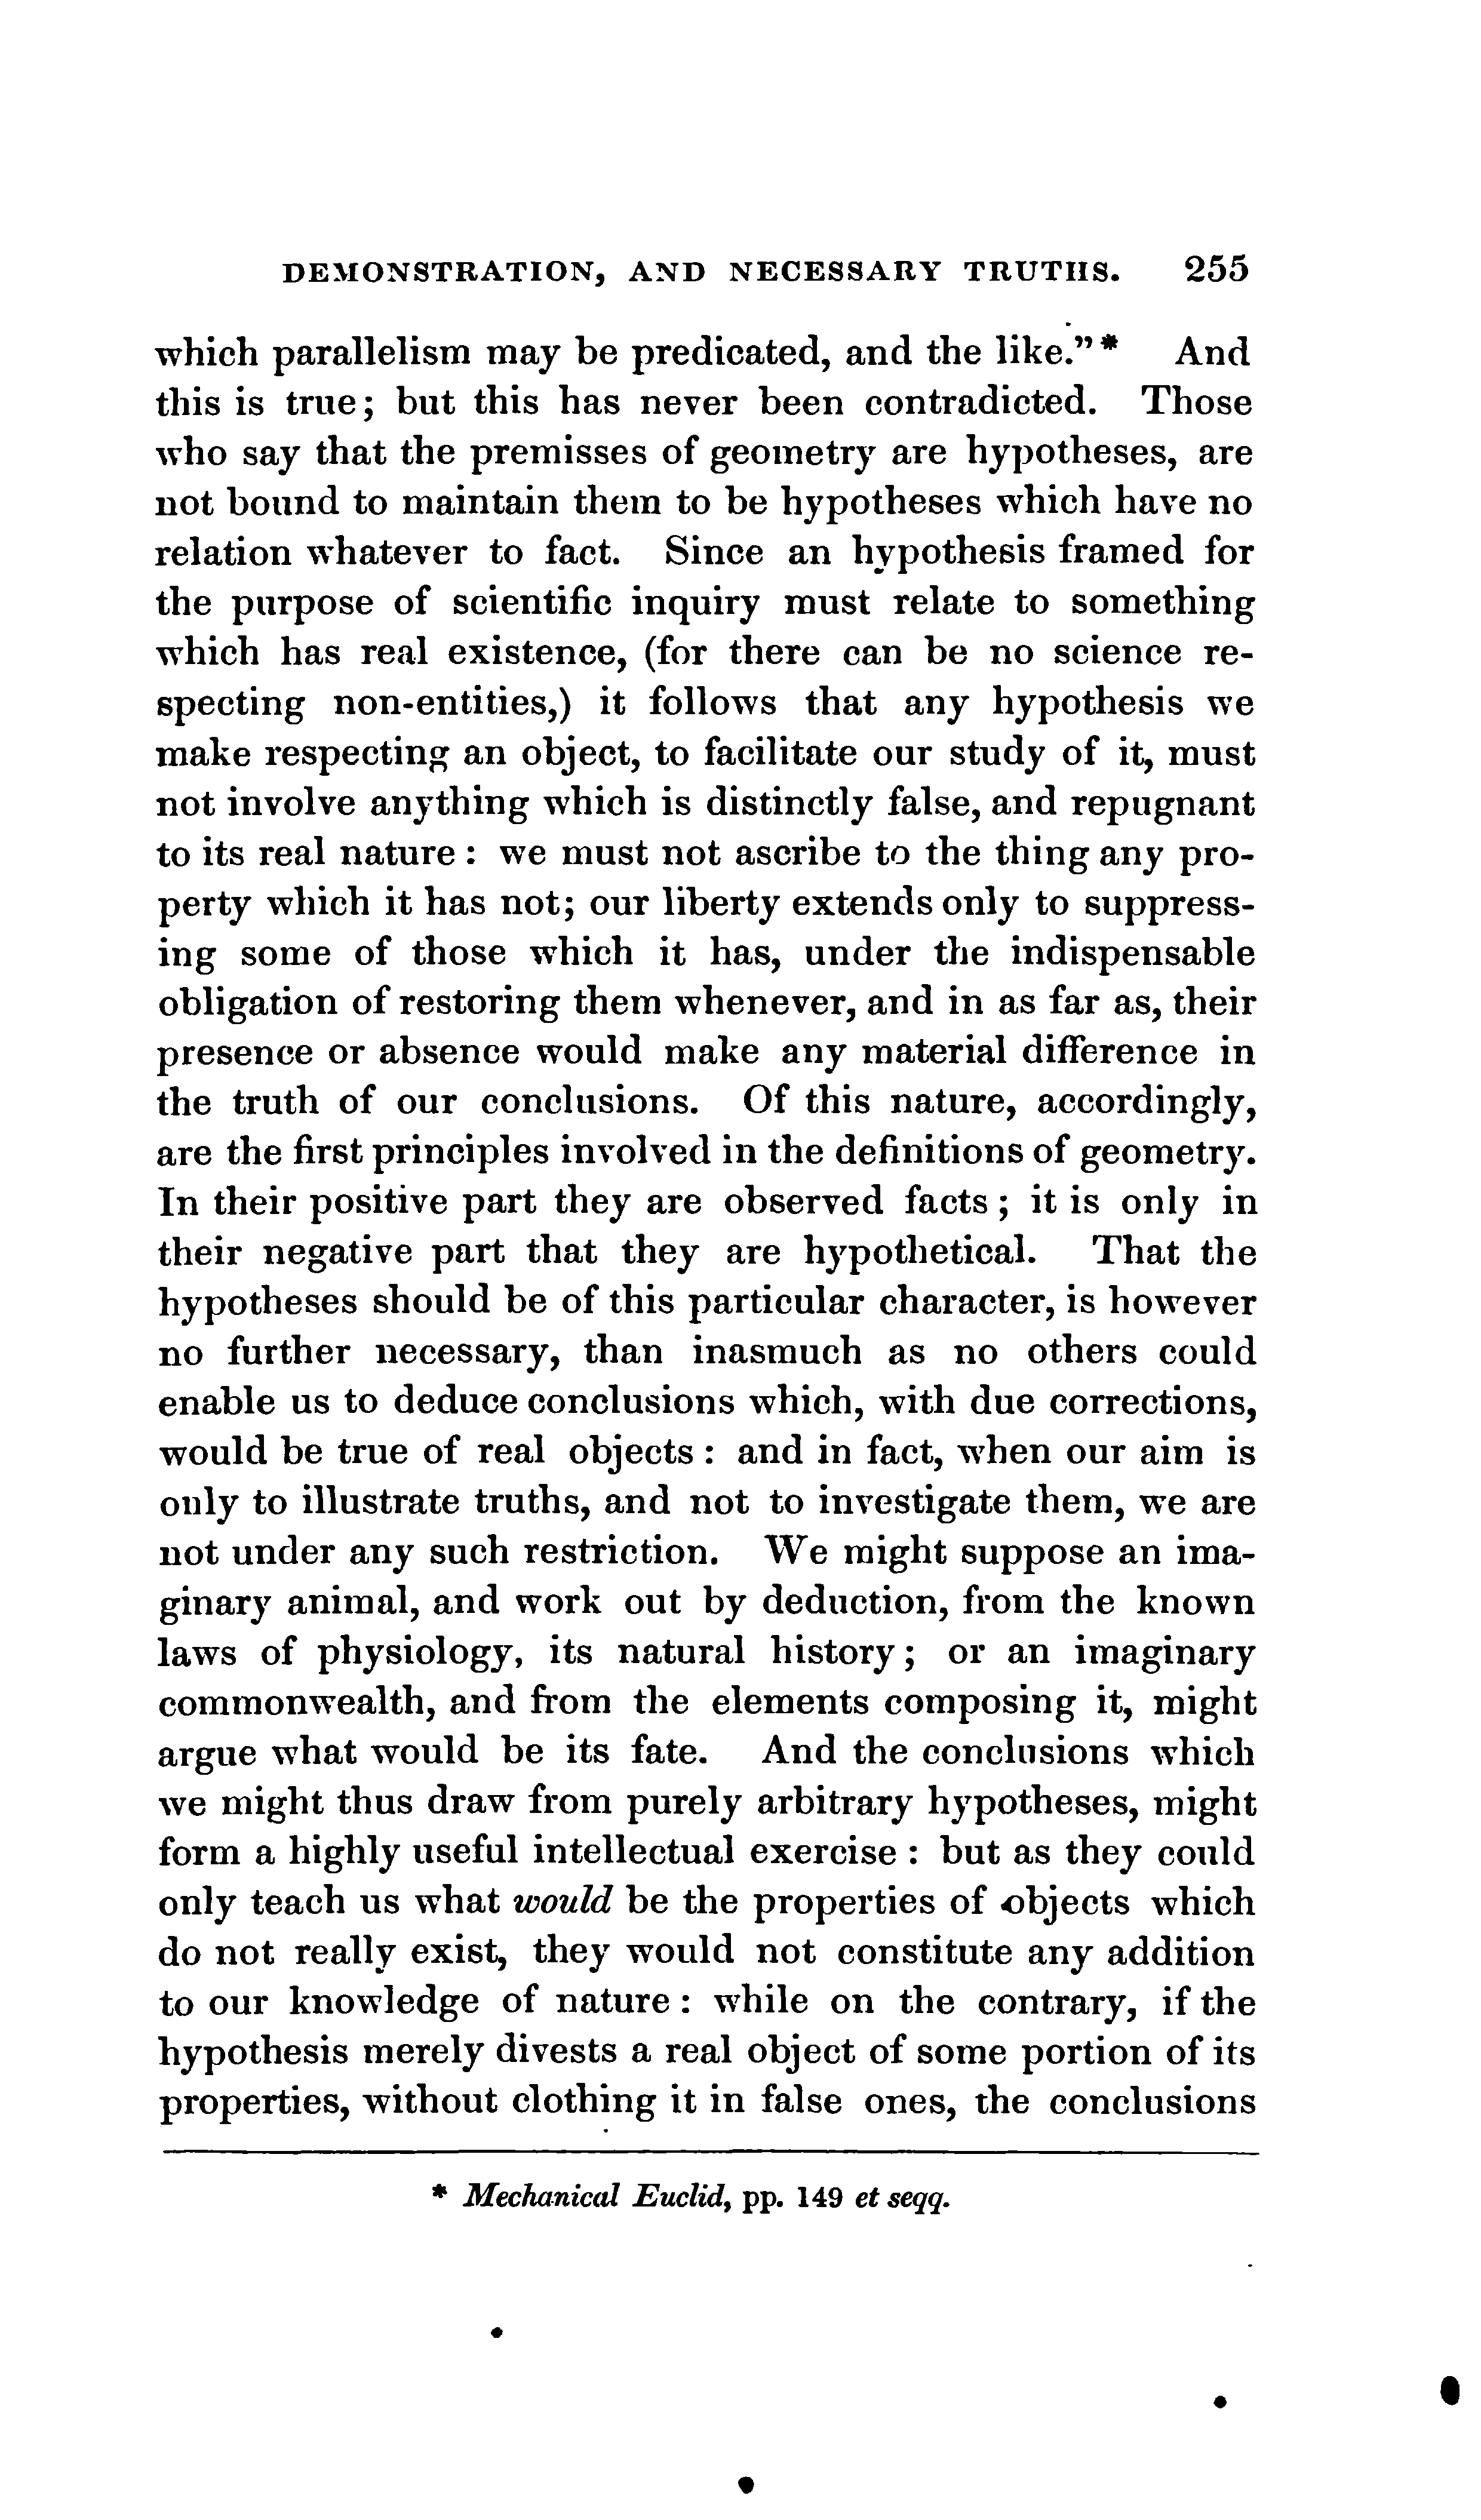 DEMONSTRATION, AND NECESSARY TRUTHS. 255
which parallelism may be predicated, and the like.”* And
this is true; but this has never been contradicted. Those
who say that the premisses of geometry are hypotheses, are
not bound to maintain them to be hypotheses which have no
relation whatever to fact. Since an hypothesis framed for
the purpose of scientific inquiry must relate to something
which has real existence, (for there can be no science re-
specting non-entities,) it follows that any hypothesis we
make respecting an object, to facilitate our study of it, must
not involve anything which is distinctly false, and repugnant
to its real nature : we must not ascribe to the thing any pro-
perty which it has not; our liberty extends only to suppress-
ing some of those which it has, under the indispensable
obligation of restoring them whenever, and in as far as, their
presence or absence would make any material difference in
the truth of our conclusions. Of this nature, accordingly,
are the first principles involved in the definitions of geometry.
In their positive part they are observed facts ; it is only in
their negative part that they are hypothetical. That the
hypotheses should be of this particular character, is however
no further necessary, than inasmuch as no others could
enable us to deduce conclusions which, with due corrections,
would be true of real objects : and in fact, when our aim is
only to illustrate truths, and not to investigate them, we are
not under any such restriction. We might suppose an ima-
ginary animal, and work out by deduction, from the known
laws of physiology, its natural history; or an imaginary
commonwealth, and from the elements composing it, might
argue what would be its fate. And the conclusions which
we might thus draw from purely arbitrary hypotheses, might
form a highly useful intellectual exercise : but as they could
only teach us what would be the properties of objects which
do not really exist, they would not constitute any addition
to our knowledge of nature : while on the contrary, if the
hypothesis merely divests a real object of some portion of its
properties, without clothing it in false ones, the conclusions
* Mechanical Euclid, pp. 149 et seqq.